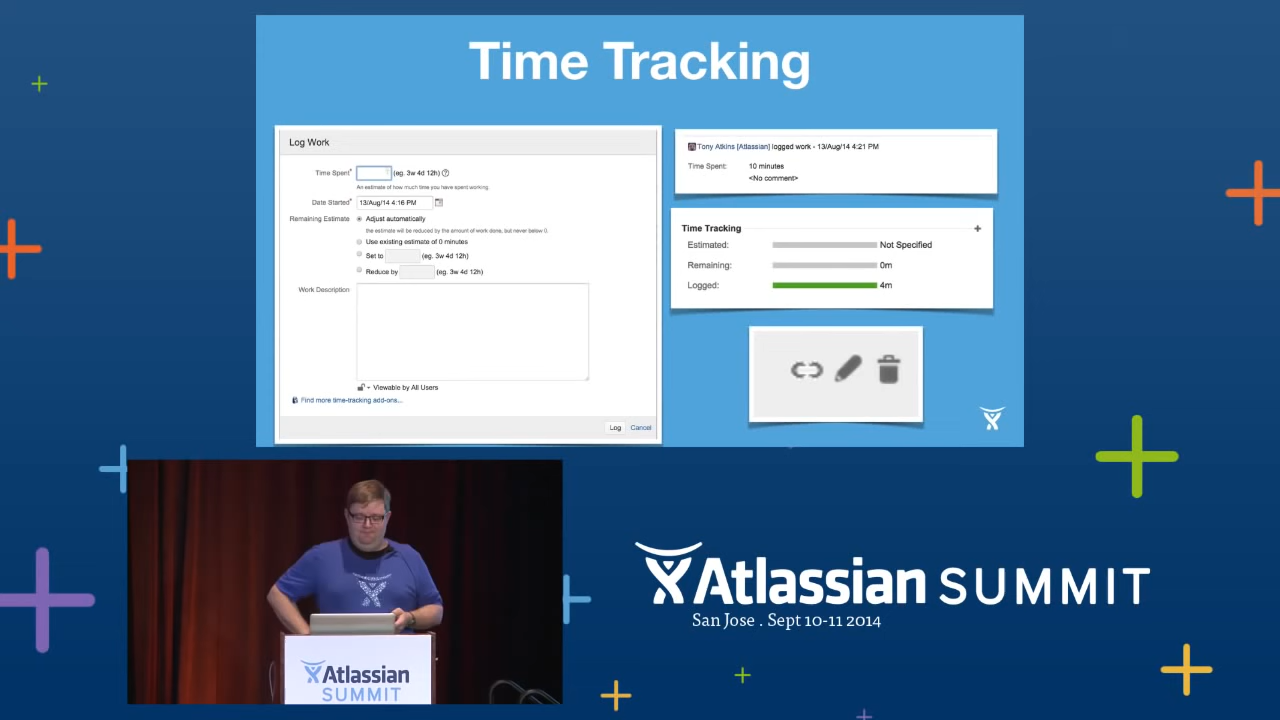 Time Tracking
Log Work
Time Spent* (eg. 3w 4d 12h)
An estimate of how much time you have spent working.
Date Started* 13/Aug/14 4:16 PM
Remaining Estimate Adjust automatically
the estimate will be reduced by the amount of work done, but never below 0.
Use existing estimate of 0 minutes
Set to (eg. 3w 4d 12h)
Reduce by (eg. 3w 4d 12h)
Work Description
Viewable by All Users
Find more time-tracking add-ons...
Log Cancel
Tony Atkins [Atlassian] logged work - 13/Aug/14 4:21 PM
Time Spent: 10 minutes
<No comment>
Time Tracking
Estimated: Not Specified
Remaining: 0m
Logged: 4m
Atlassian SUMMIT
San Jose . Sept 10-11 2014
Atlassian
SUMMIT